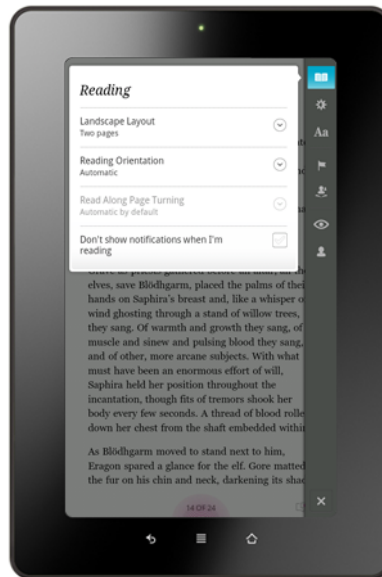 Reading
Landscape Layout
Two pages
Reading Orientation
Automatic
Read Along Page Turning
Automatic by default
Don't show notifications when I'm
reading
Aa
elves, save Blödhgarm, placed the palms of thei
hands on Saphira's breast and, like a whisper o
wind ghosting through a stand of willow trees,
they sang. Of warmth and growth they sang, of
muscle and sinew and pulsing blood they sang,
and of other, more arcane subjects. With what
must have been an enormous effort of will,
Saphira held her position throughout the
incantation, though fits of tremors shook her
body every few seconds. A thread of blood rolle
down her chest from the shaft embedded within
As Blödhgarm moved to stand next to him,
Eragon spared a glance for the elf. Gore matted
the fur on his chin and neck, darkening its shad
14 OF 24